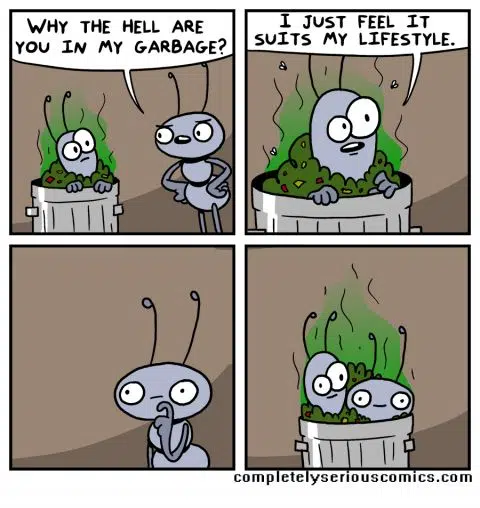 WHY THE HELL ARE
YOU IN MY GARBAGE?
I JUST FEEL IT
SUITS MY LIFESTYLE.
completelyseriouscomics.com